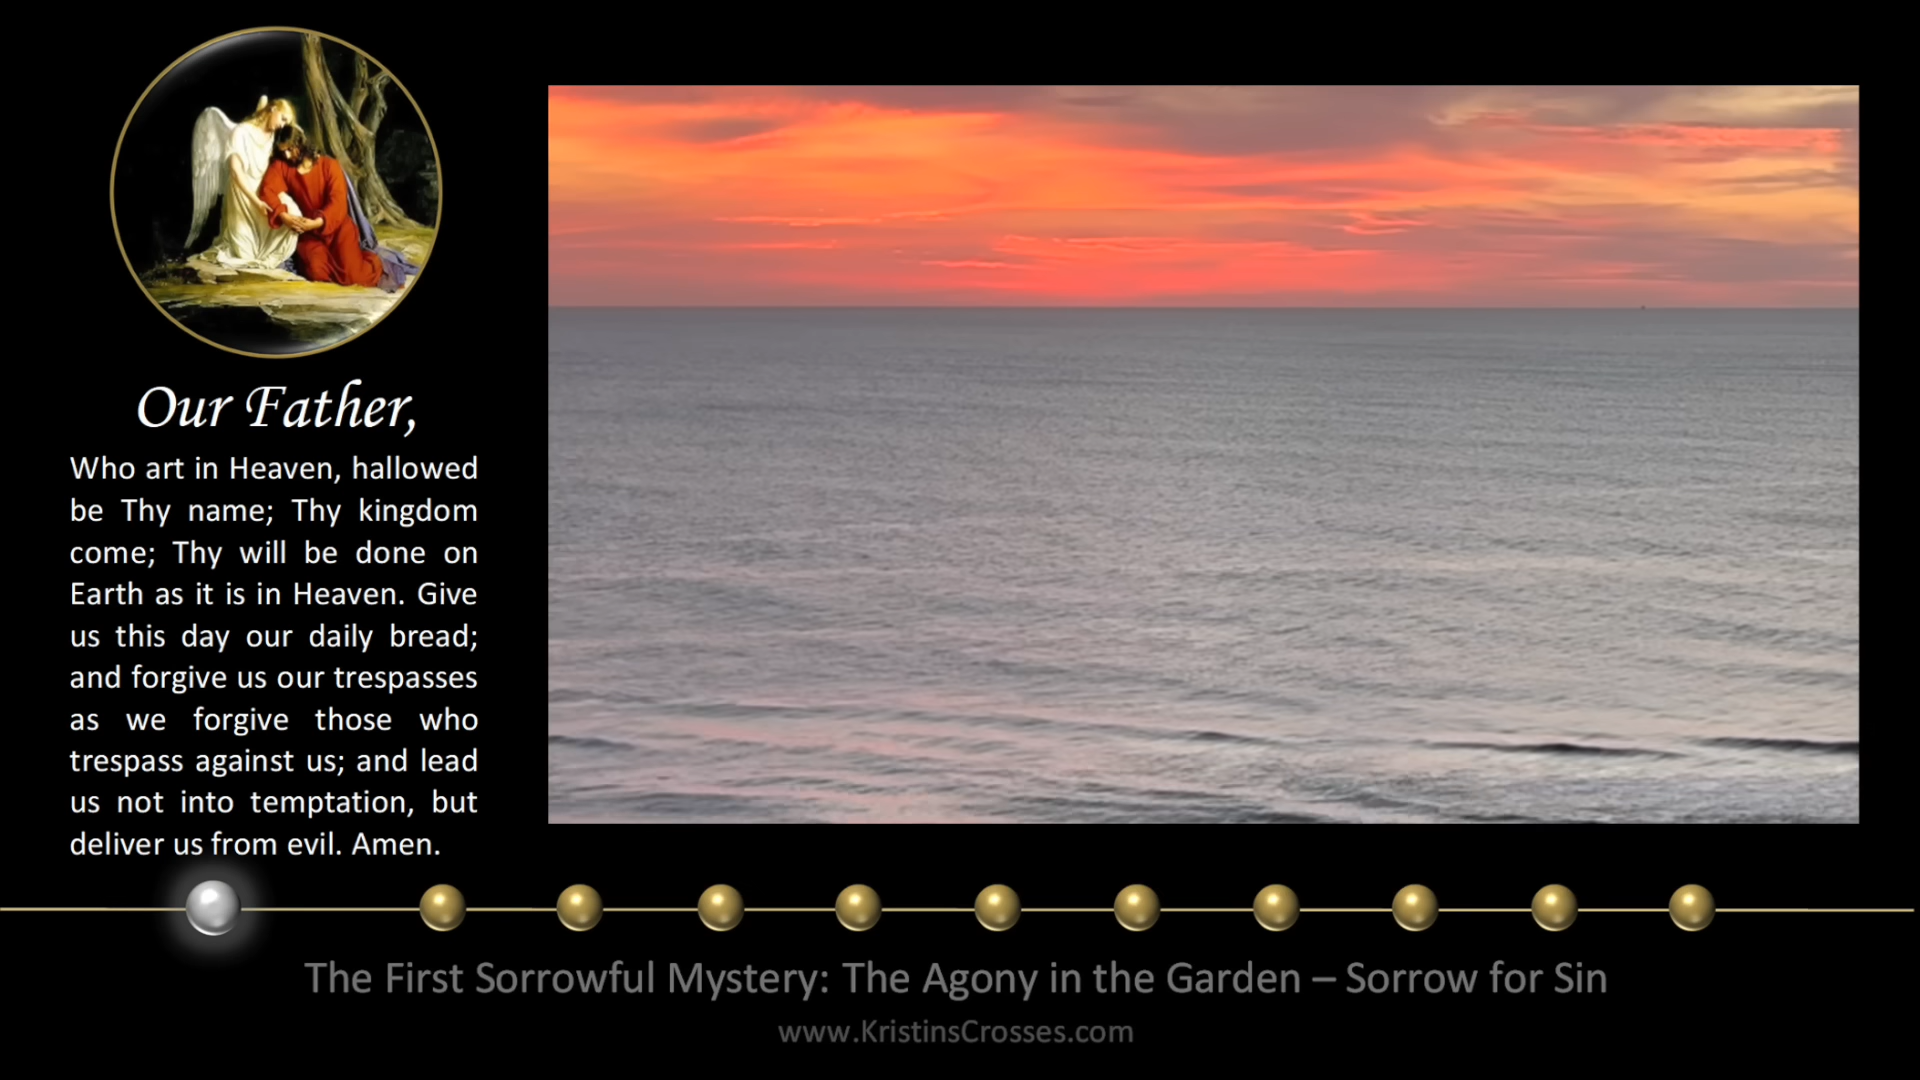 Our Father,
Who art in Heaven, hallowed
be Thy name; Thy kingdom
come; Thy will be done on
Earth as it is in Heaven. Give
us this day our daily bread;
and forgive us our trespasses
as we forgive those who
trespass against us; and lead
us not into temptation, but
deliver us from evil. Amen.
The First Sorrowful Mystery: The Agony in the Garden – Sorrow for Sin
www.KristinsCrosses.com